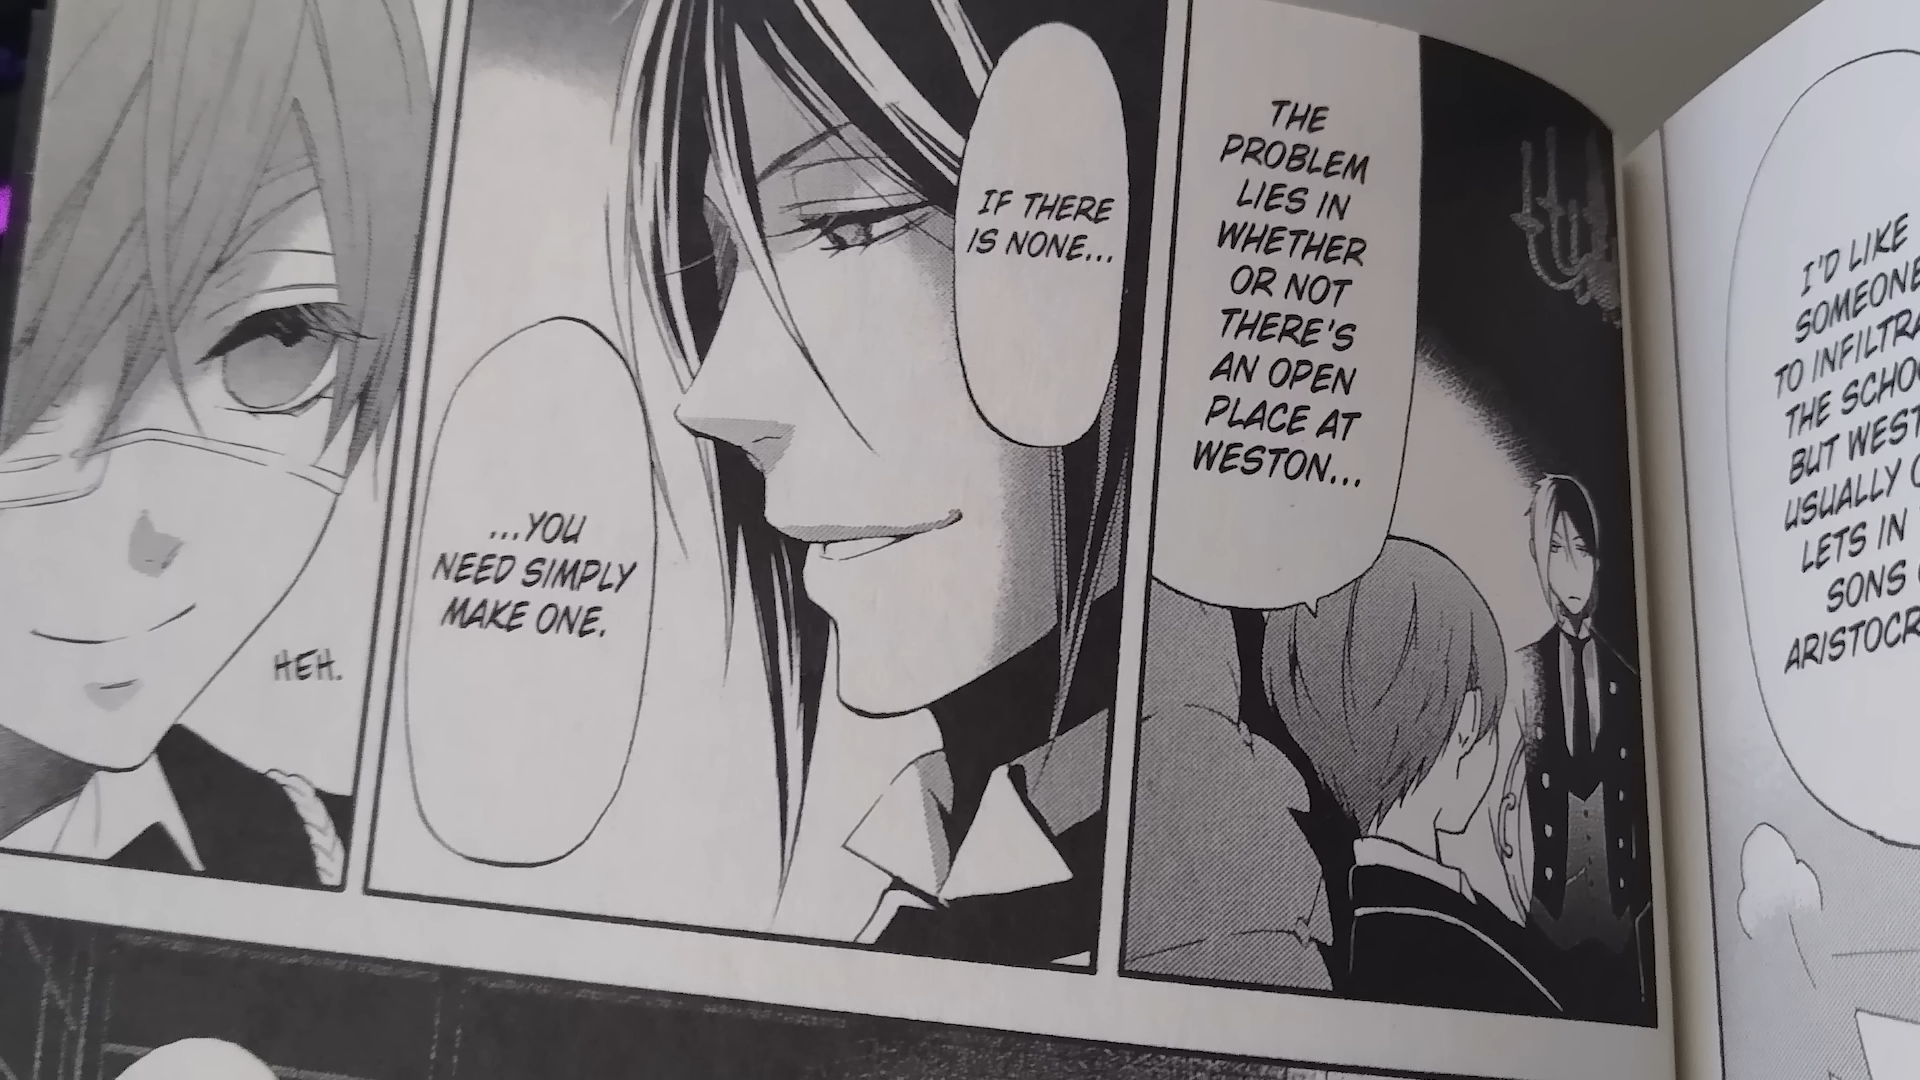 I'D LIKE
SOMEONE
TO
THE
BUT
USUALLY
LETS IN
SONS
THE
PROBLEM
LIES IN
WHETHER
OR NOT
THERE'S
AN OPEN
PLACE AT
WESTON...
IF THERE
IS NONE...
...YOU
NEED SIMPLY
MAKE ONE.
HEH.